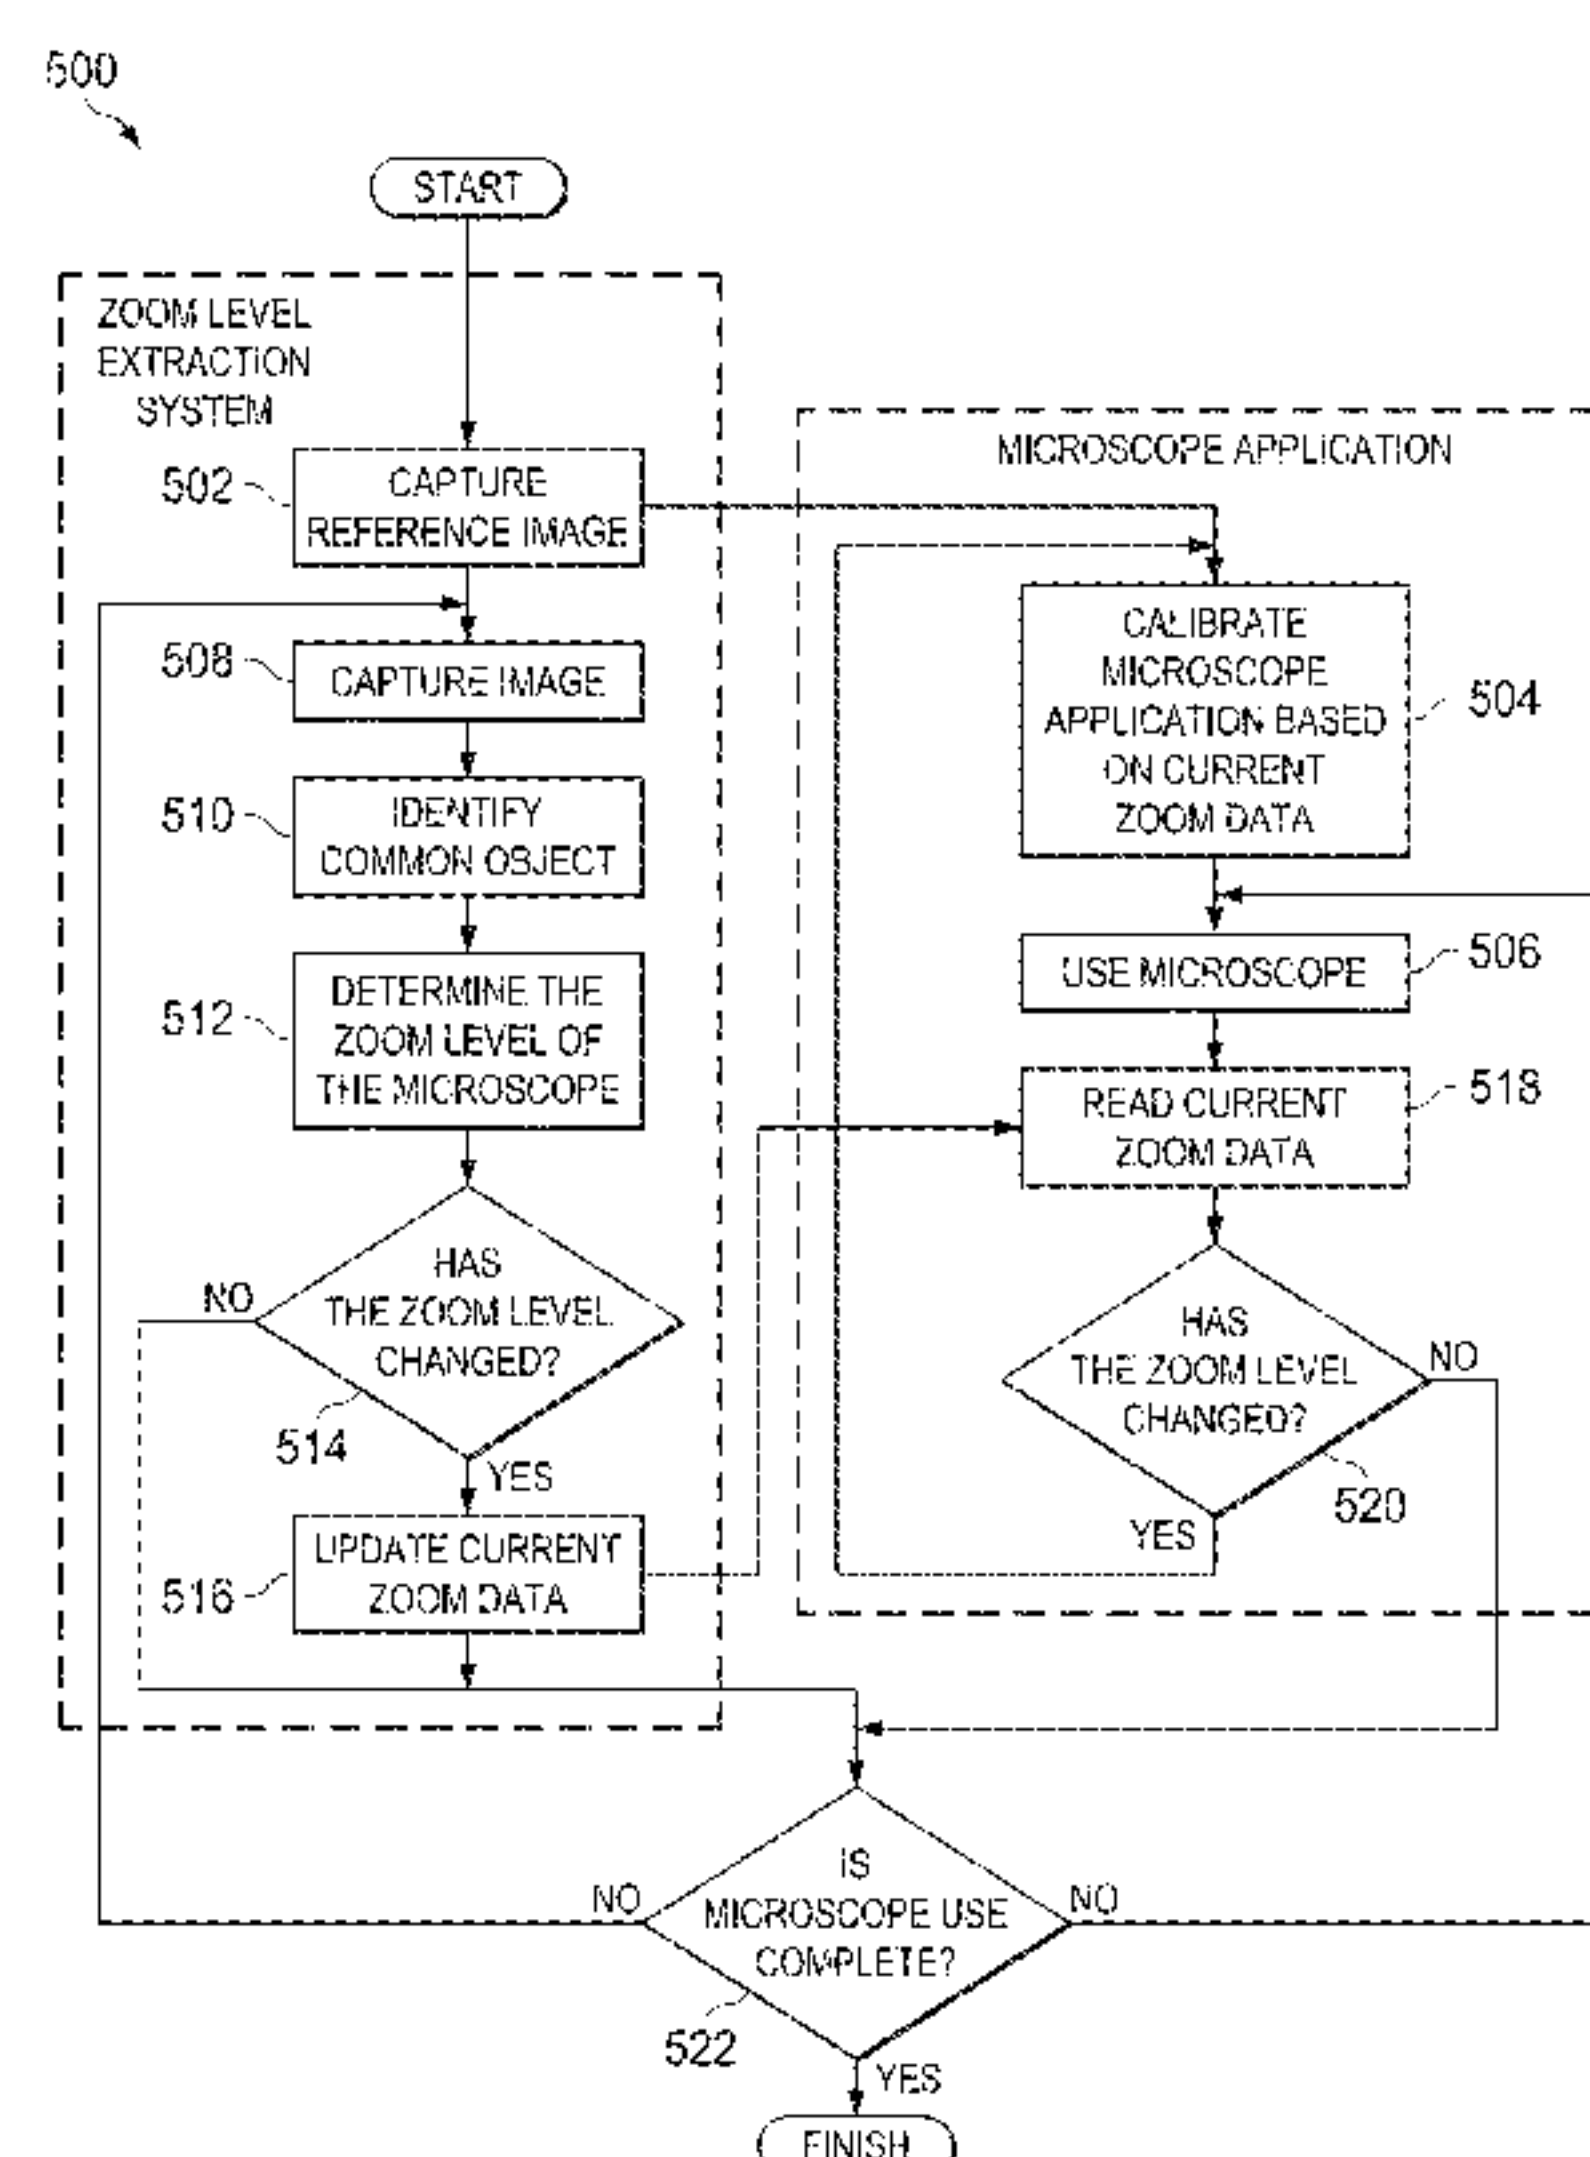 500
START
ZOOM LEVEL
EXTRACTION
SYSTEM
502
CAPTURE
REFERENCE IMAGE
508
CAPTURE IMAGE
510
IDENTIFY
COMMON OBJECT
512
DETERMINE THE
ZOOM LEVEL OF
THE MICROSCOPE
NO
HAS
THE ZOOM LEVEL
CHANGED?
514
YES
516
UPDATE CURRENT
ZOOM DATA
MICROSCOPE APPLICATION
CALIBRATE
MICROSCOPE
APPLICATION BASED
ON CURRENT
ZOOM DATA
504
USE MICROSCOPE
506
READ CURRENT
ZOOM DATA
518
HAS
THE ZOOM LEVEL
CHANGED?
NO
520
YES
NO
IS
MICROSCOPE USE
COMPLETE?
NO
522
YES
FINISH